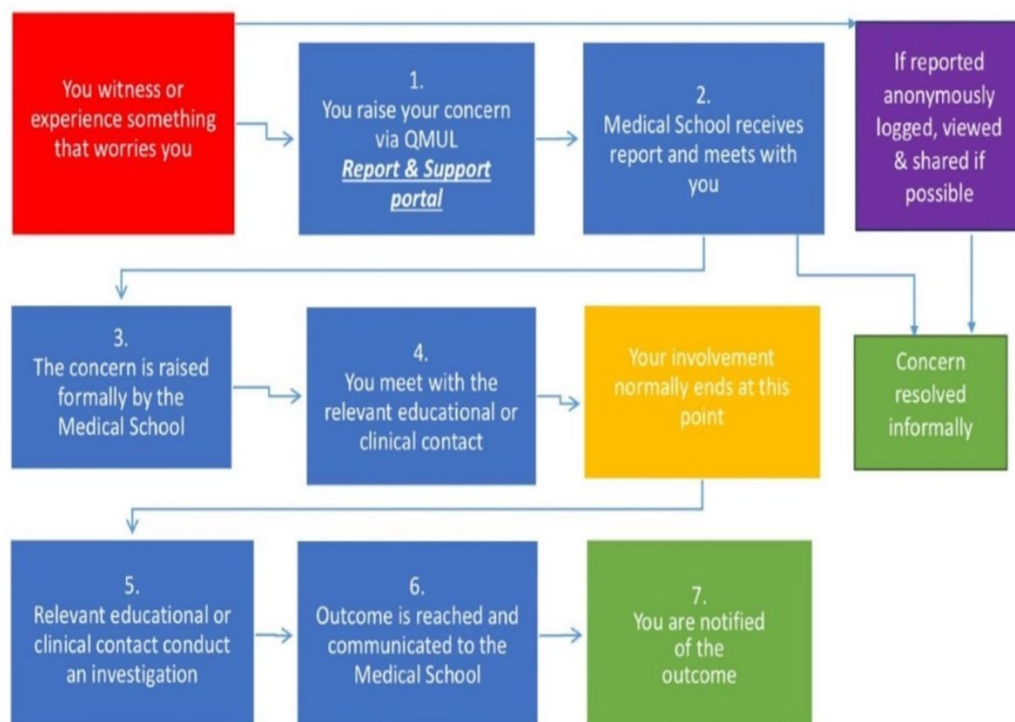 You witness or
experience something
that worries you
1.
You raise your concern
via QMUL
Report & Support
portal
2.
Medical School receives
report and meets with
you
If reported
anonymously
logged, viewed
& shared if
possible
3.
The concern is raised
formally by the
Medical School
4.
You meet with the
relevant educational or
clinical contact
Your involvement
normally ends at this
point
Concern
resolved
informally
5.
Relevant educational or
clinical contact conduct
an investigation
6.
Outcome is reached and
communicated to the
Medical School
7.
You are notified
of the
outcome